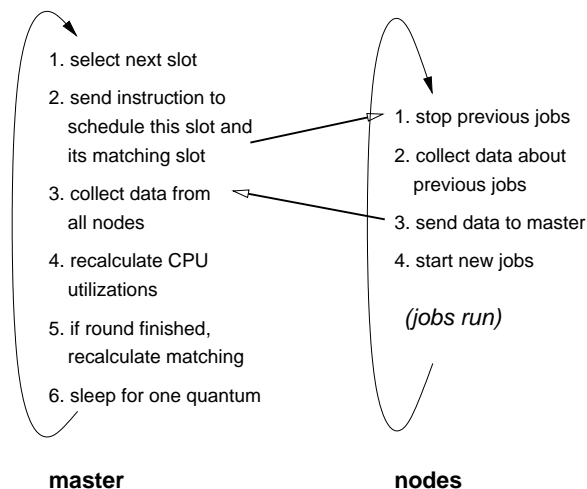 1. select next slot
2. send instruction to
schedule this slot and
its matching slot
3. collect data from
all nodes
4. recalculate CPU
utilizations
5. if round finished,
recalculate matching
6. sleep for one quantum
master
1. stop previous jobs
2. collect data about
previous jobs
3. send data to master
4. start new jobs
(jobs run)
nodes